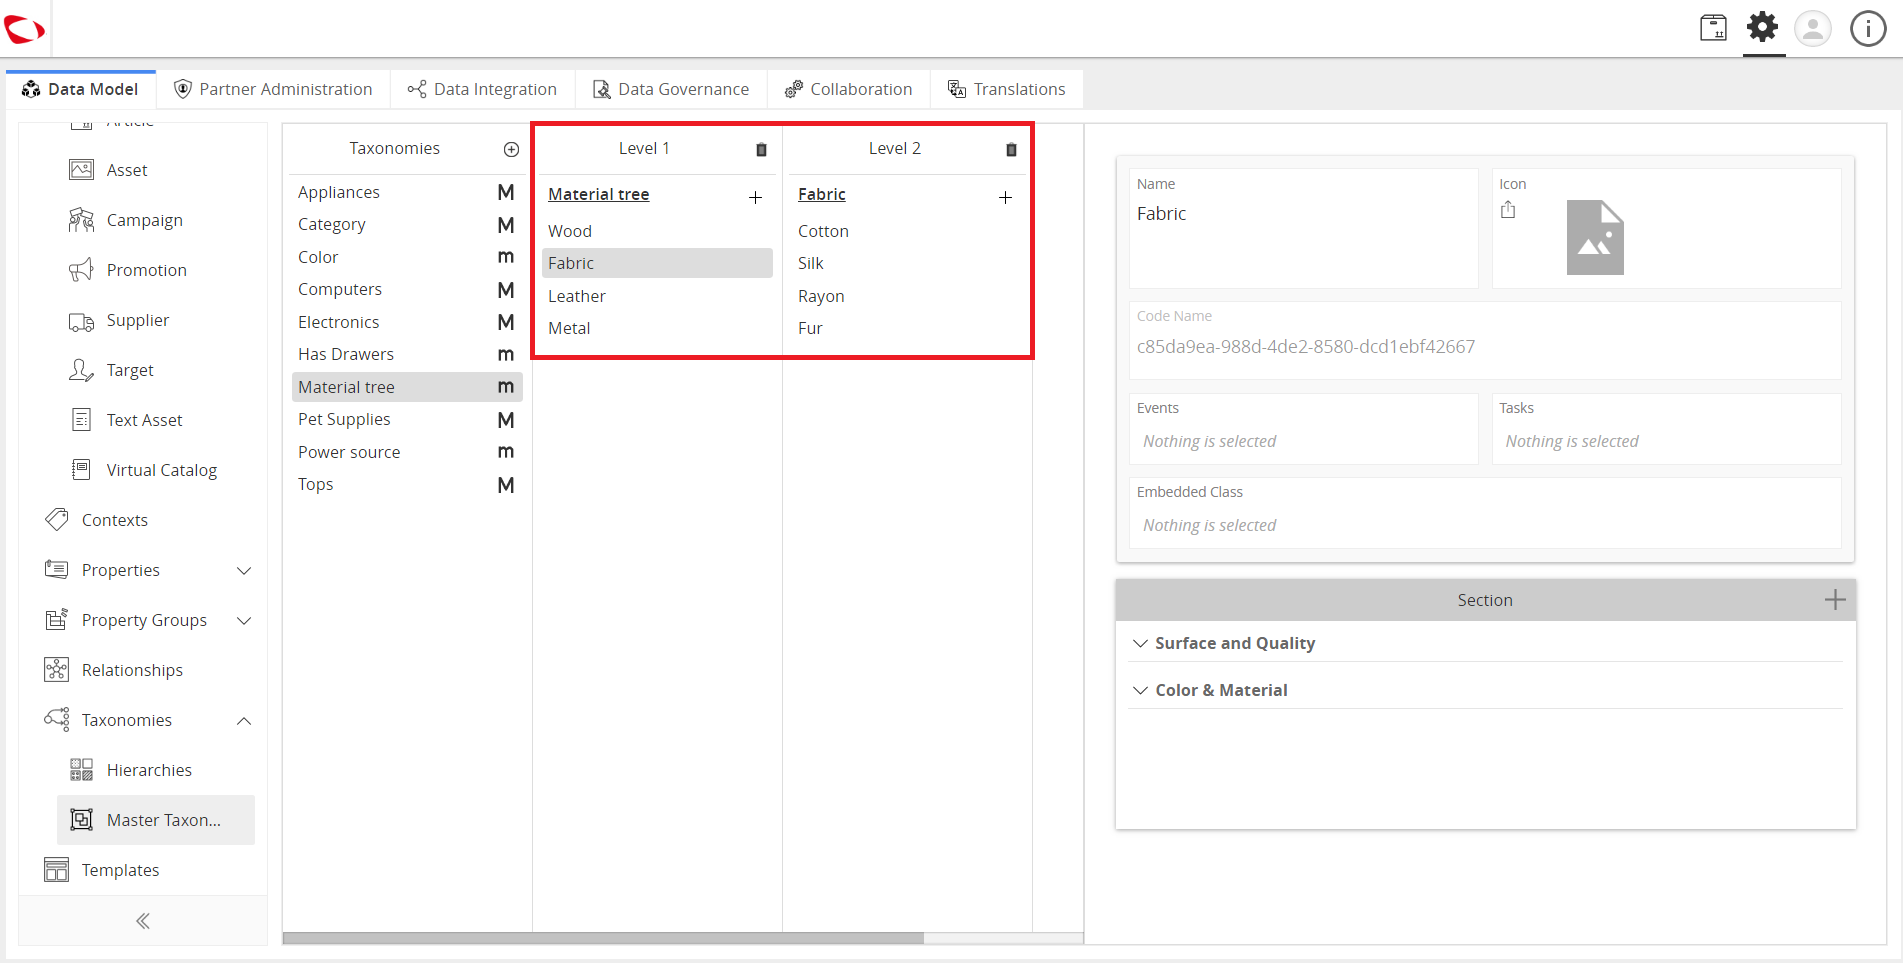 Data Model
Partner Administration
Data Integration
Data Governance
Collaboration
Translations
Article
Asset
Campaign
Promotion
Supplier
Target
Text Asset
Virtual Catalog
Contexts
Properties
Property Groups
Relationships
Taxonomies
Hierarchies
Master Taxon...
Templates
Taxonomies
Appliances M
Category M
Color m
Computers M
Electronics M
Has Drawers m
Material tree m
Pet Supplies M
Power source m
Tops M
Level 1
Material tree
Wood
Fabric
Leather
Metal
Level 2
Fabric
Cotton
Silk
Rayon
Fur
Name
Fabric
Icon
Code Name
c85da9ea-988d-4de2-8580-dcd1ebf42667
Events
Nothing is selected
Tasks
Nothing is selected
Embedded Class
Nothing is selected
Section
Surface and Quality
Color & Material